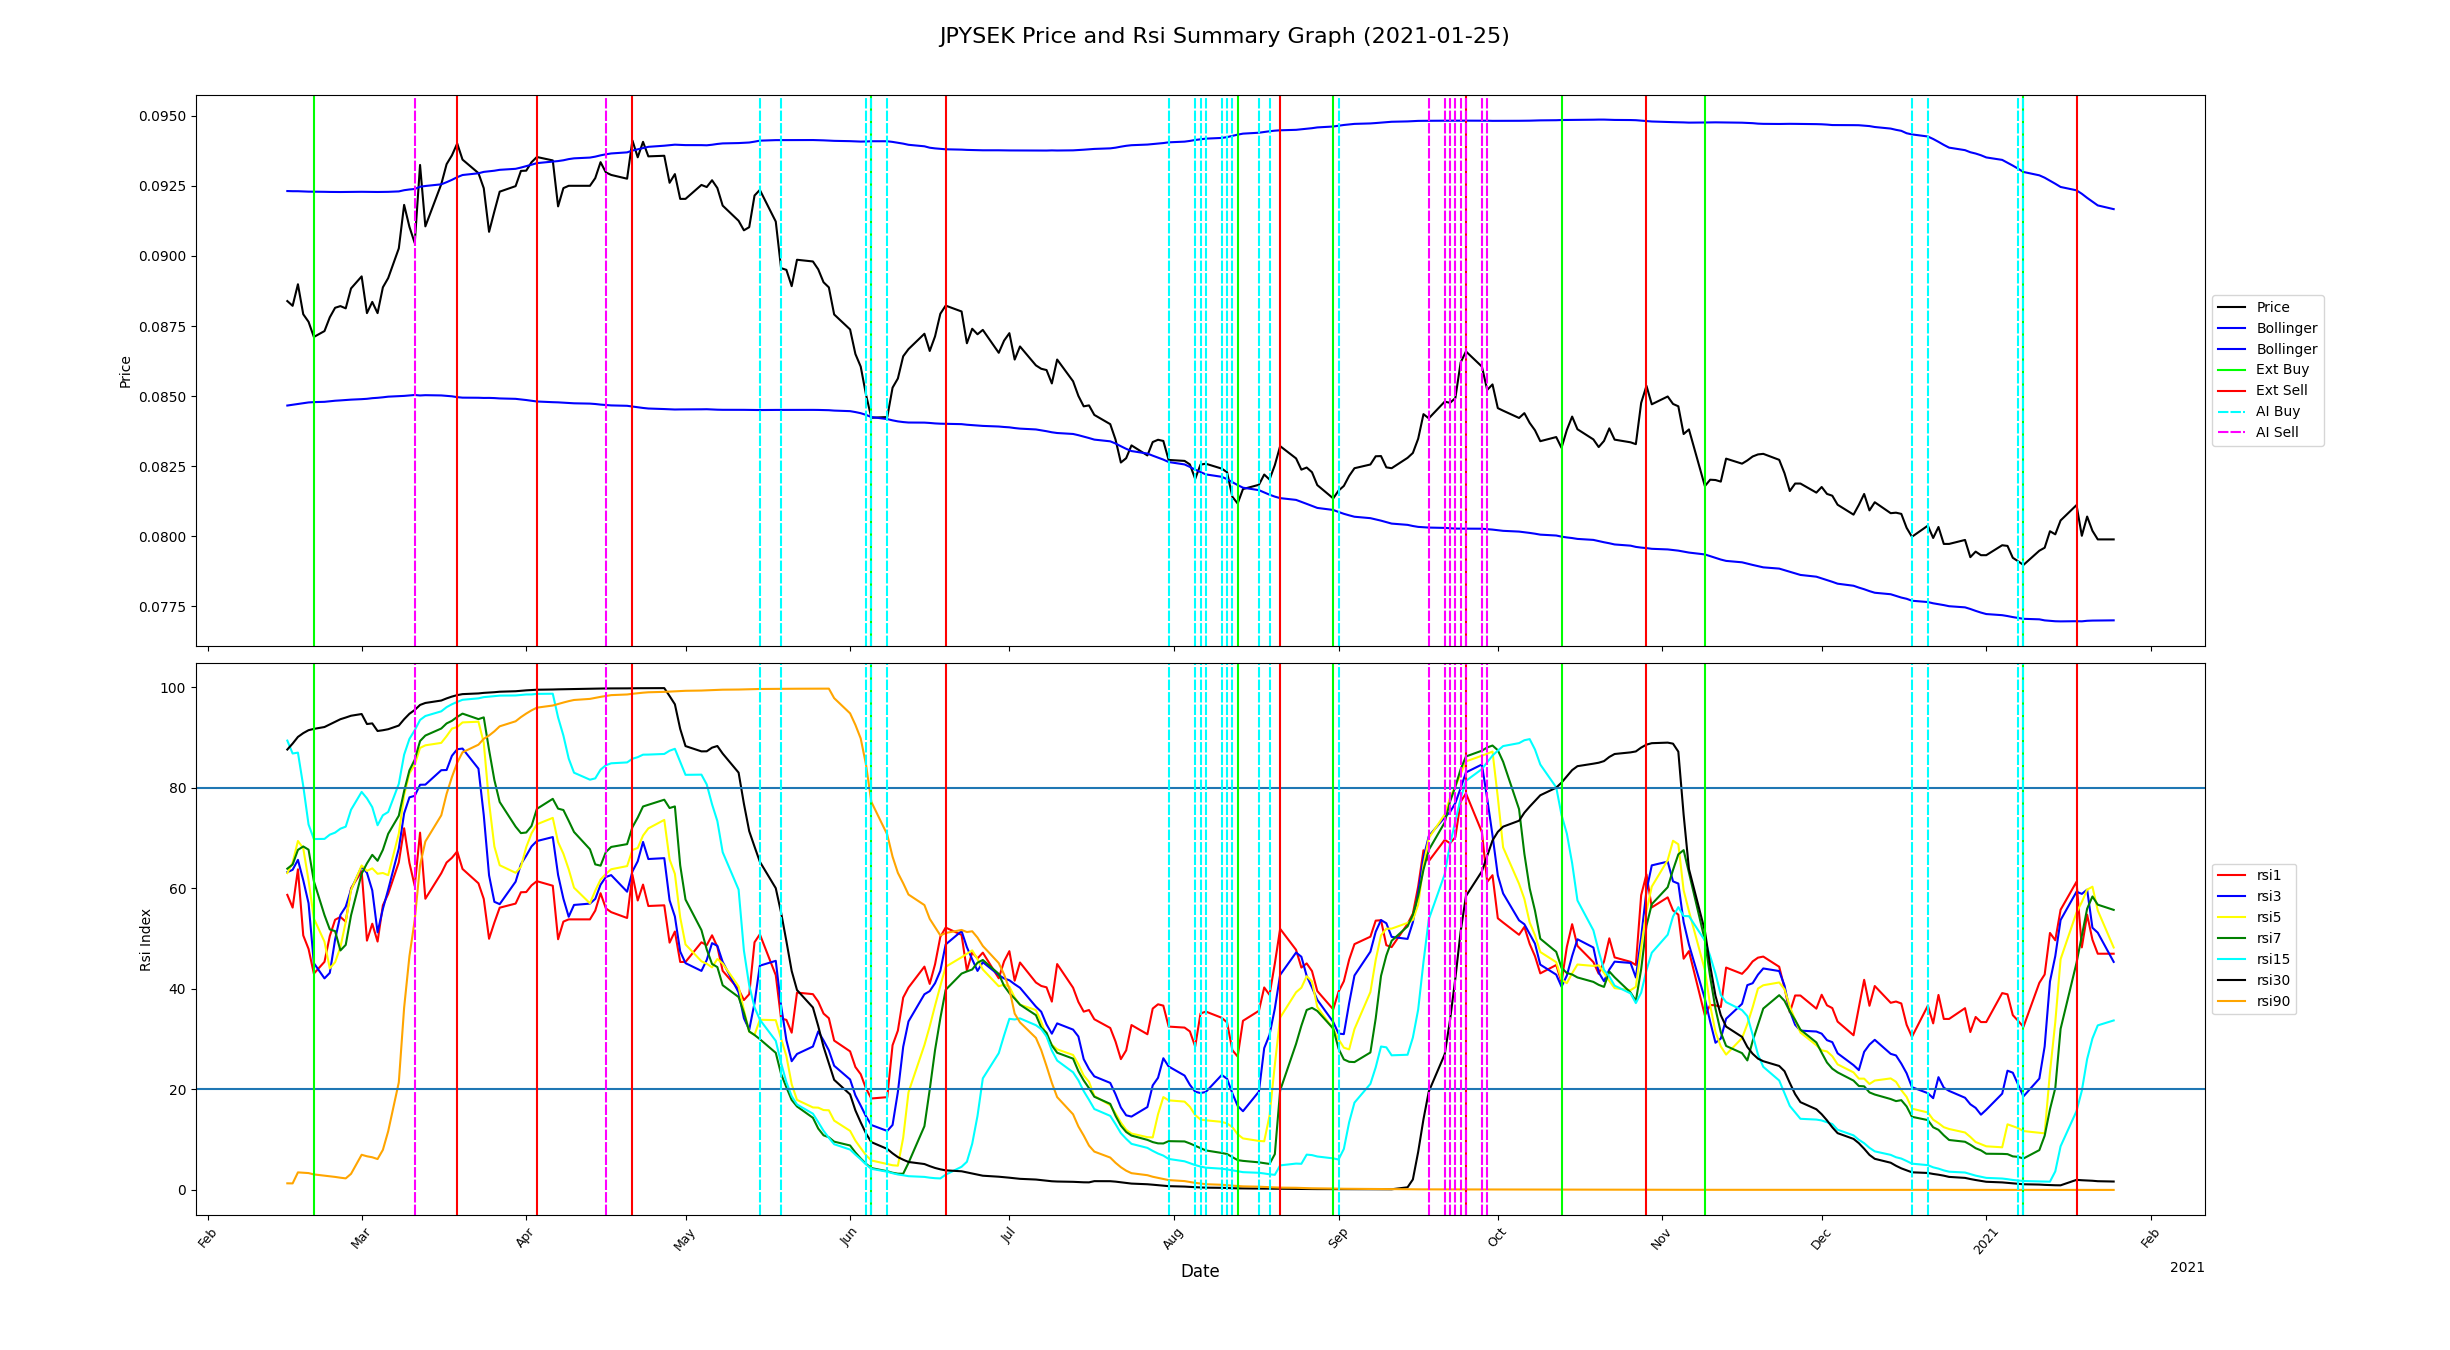 JPYSEK Price and Rsi Summary Graph (2021-01-25)
Price
0.0950
0.0925
0.0900
0.0875
0.0850
0.0825
0.0800
0.0775
Price
Bollinger
Bollinger
Ext Buy
Ext Sell
AI Buy
AI Sell
Rsi Index
100
80
60
40
20
0
rsi1
rsi3
rsi5
rsi7
rsi15
rsi30
rsi90
Feb Mar Apr May Jun Jul Aug Sep Oct Nov Dec 2021 Feb
Date
2021